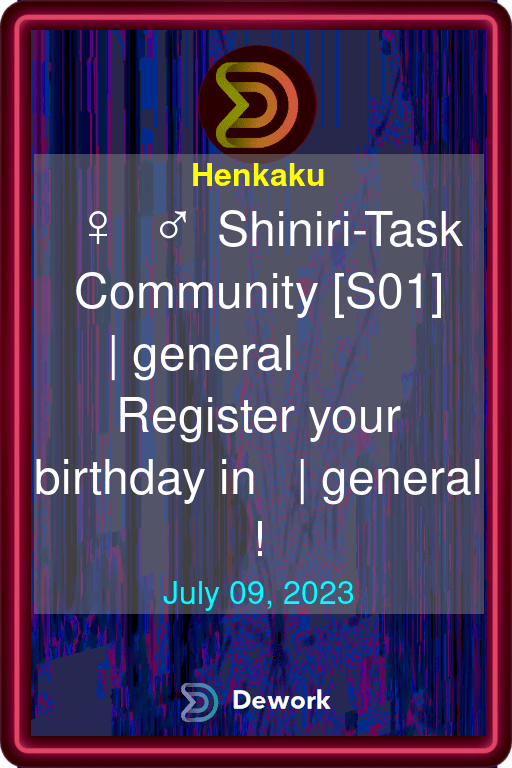 Henkaku
♀ ♂ Shiniri-Task
Community [S01]
| general
Register your
birthday in | general
!
July 09, 2023
Dework